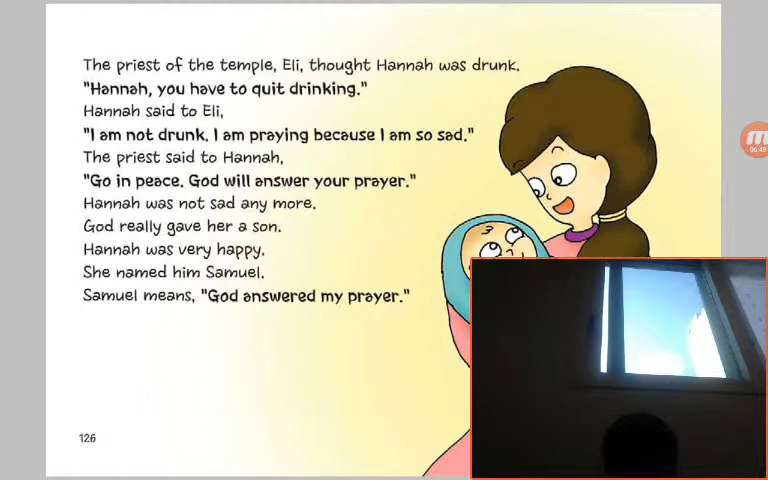 The priest of the temple, Eli, thought Hannah was drunk.
"Hannah, you have to quit drinking."
Hannah said to Eli,
"I am not drunk. I am praying because I am so sad."
The priest said to Hannah,
"Go in peace. God will answer your prayer."
Hannah was not sad any more.
God really gave her a son.
Hannah was very happy.
She named him Samuel.
Samuel means, "God answered my prayer."
126
06:49